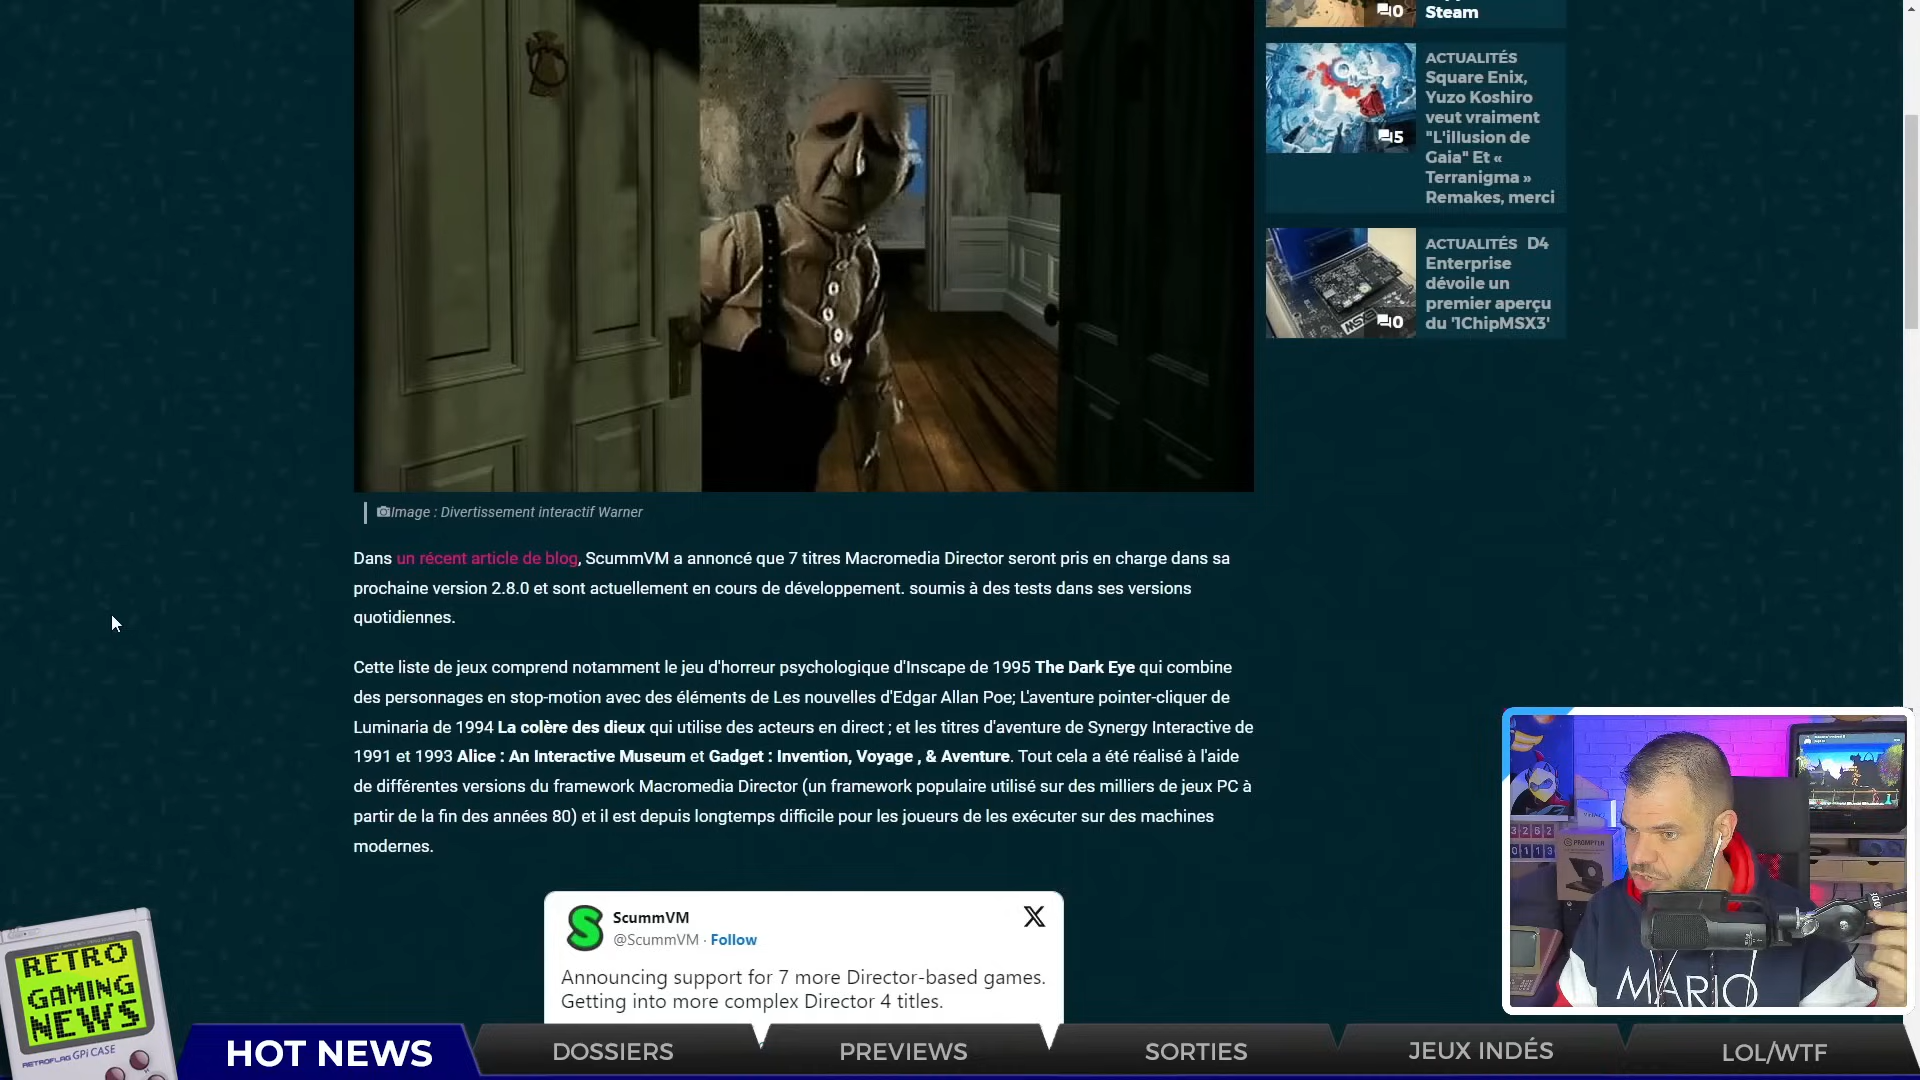 Steam
0
ACTUALITÉS
Square Enix,
Yuzo Koshiro
veut vraiment
"L'illusion de
Gaia" Et «
Terranigma »
Remakes, merci
5
ACTUALITÉS D4
Enterprise
dévoile un
premier aperçu
du '1ChipMSX3'
MSX
0
Image : Divertissement interactif Warner
Dans un récent article de blog, ScummVM a annoncé que 7 titres Macromedia Director seront pris en charge dans sa
prochaine version 2.8.0 et sont actuellement en cours de développement. soumis à des tests dans ses versions
quotidiennes.
Cette liste de jeux comprend notamment le jeu d'horreur psychologique d'Inscape de 1995 The Dark Eye qui combine
des personnages en stop-motion avec des éléments de Les nouvelles d'Edgar Allan Poe; L'aventure pointer-cliquer de
Luminaria de 1994 La colère des dieux qui utilise des acteurs en direct ; et les titres d'aventure de Synergy Interactive de
1991 et 1993 Alice : An Interactive Museum et Gadget : Invention, Voyage , & Aventure. Tout cela a été réalisé à l'aide
de différentes versions du framework Macromedia Director (un framework populaire utilisé sur des milliers de jeux PC à
partir de la fin des années 80) et il est depuis longtemps difficile pour les joueurs de les exécuter sur des machines
modernes.
ScummVM
@ScummVM · Follow
Announcing support for 7 more Director-based games.
Getting into more complex Director 4 titles.
PROMPTER
MARIO
RETRO
GAMING
NEWS
RETROFLAG GPi CASE
HOT NEWS
DOSSIERS
PREVIEWS
SORTIES
JEUX INDÉS
LOL/WTF